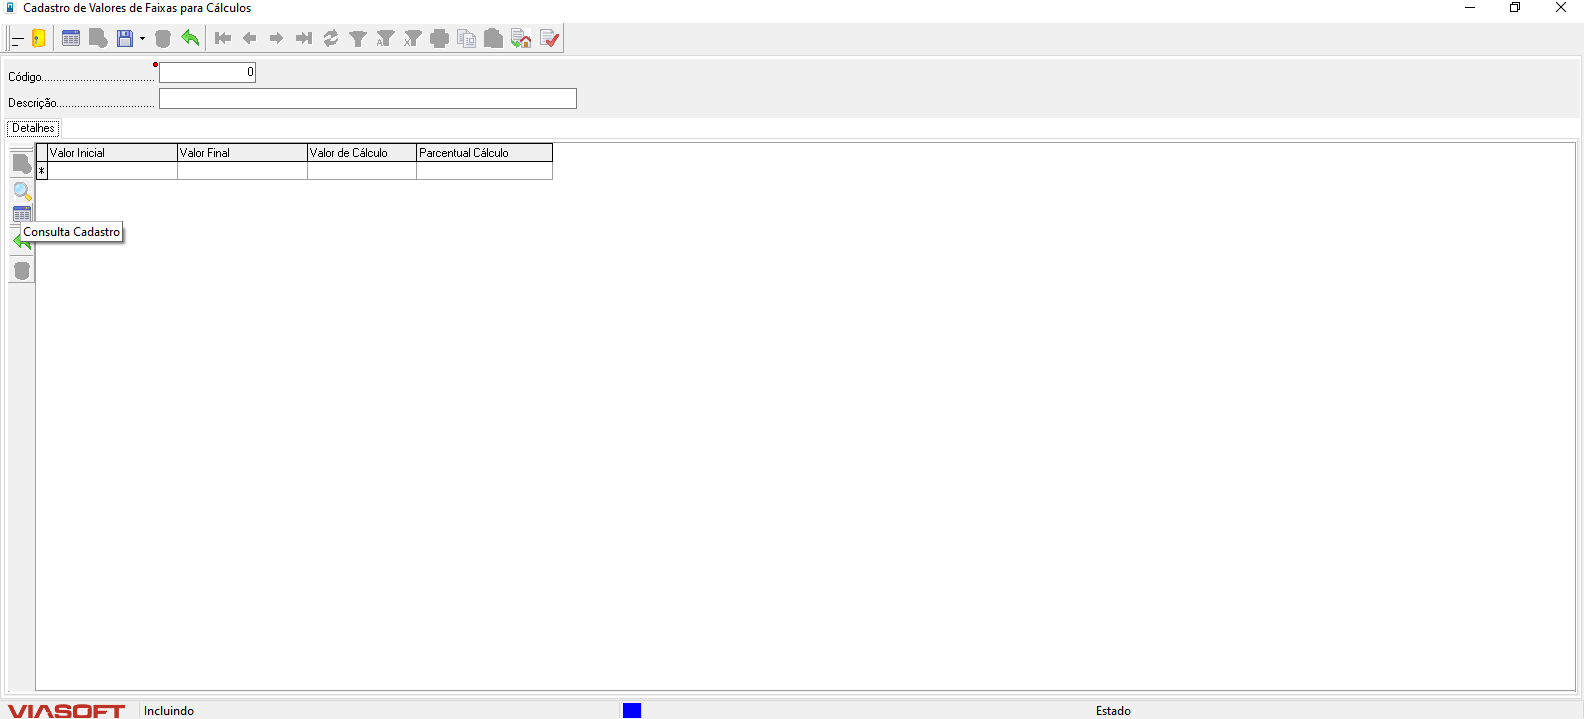 Cadastro de Valores de Faixas para Cálculos
Código...................................... 0
Descrição.................................
Detalhes
Valor Inicial Valor Final Valor de Cálculo Parcentual Cálculo
*
Consulta Cadastro
VIASOFT Incluindo Estado